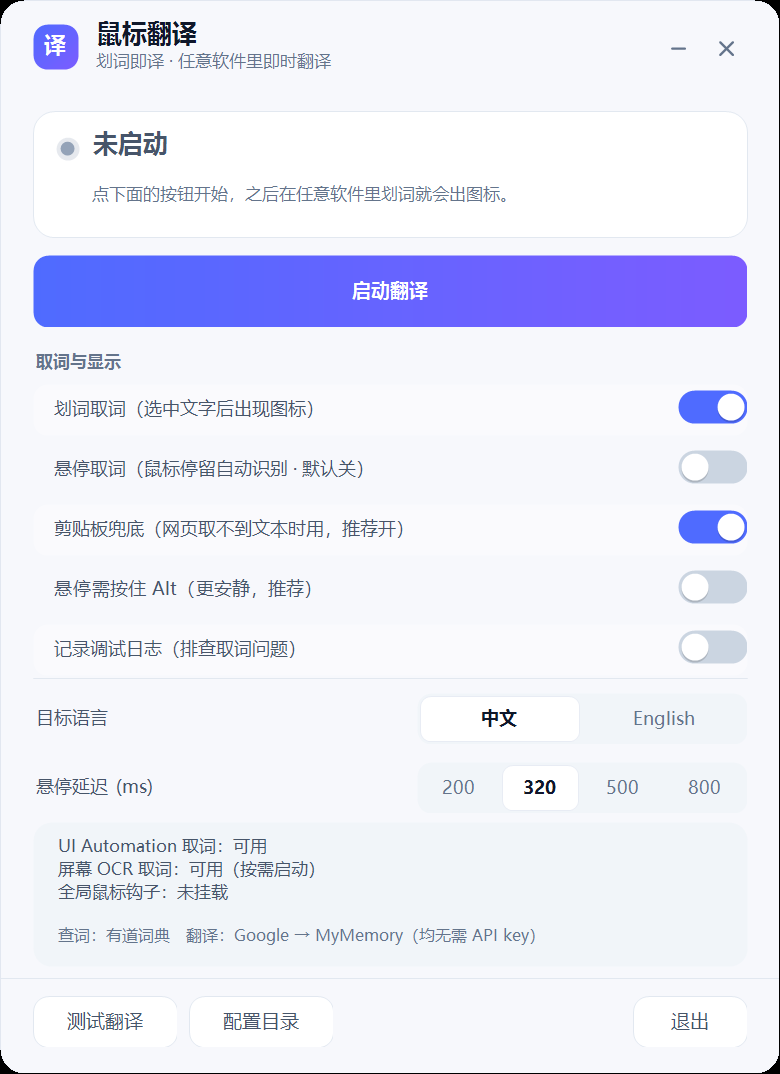 译
鼠标翻译
划词即译 · 任意软件里即时翻译
未启动
点下面的按钮开始，之后在任意软件里划词就会出图标。
启动翻译
取词与显示
划词取词（选中文字后出现图标）
悬停取词（鼠标停留自动识别 · 默认关）
剪贴板兜底（网页取不到文本时用，推荐开）
悬停需按住 Alt（更安静，推荐）
记录调试日志（排查取词问题）
目标语言 中文 English
悬停延迟 (ms) 200 320 500 800
UI Automation 取词：可用
屏幕 OCR 取词：可用（按需启动）
全局鼠标钩子：未挂载
查词：有道词典 翻译：Google → MyMemory（均无需 API key）
测试翻译 配置目录 退出